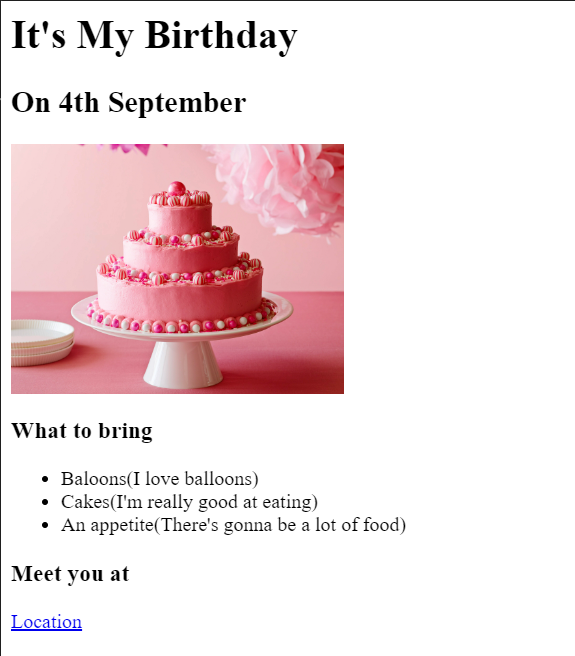 It's My Birthday
On 4th September
What to bring
Baloons(I love balloons)
Cakes(I'm really good at eating)
An appetite(There's gonna be a lot of food)
Meet you at
Location